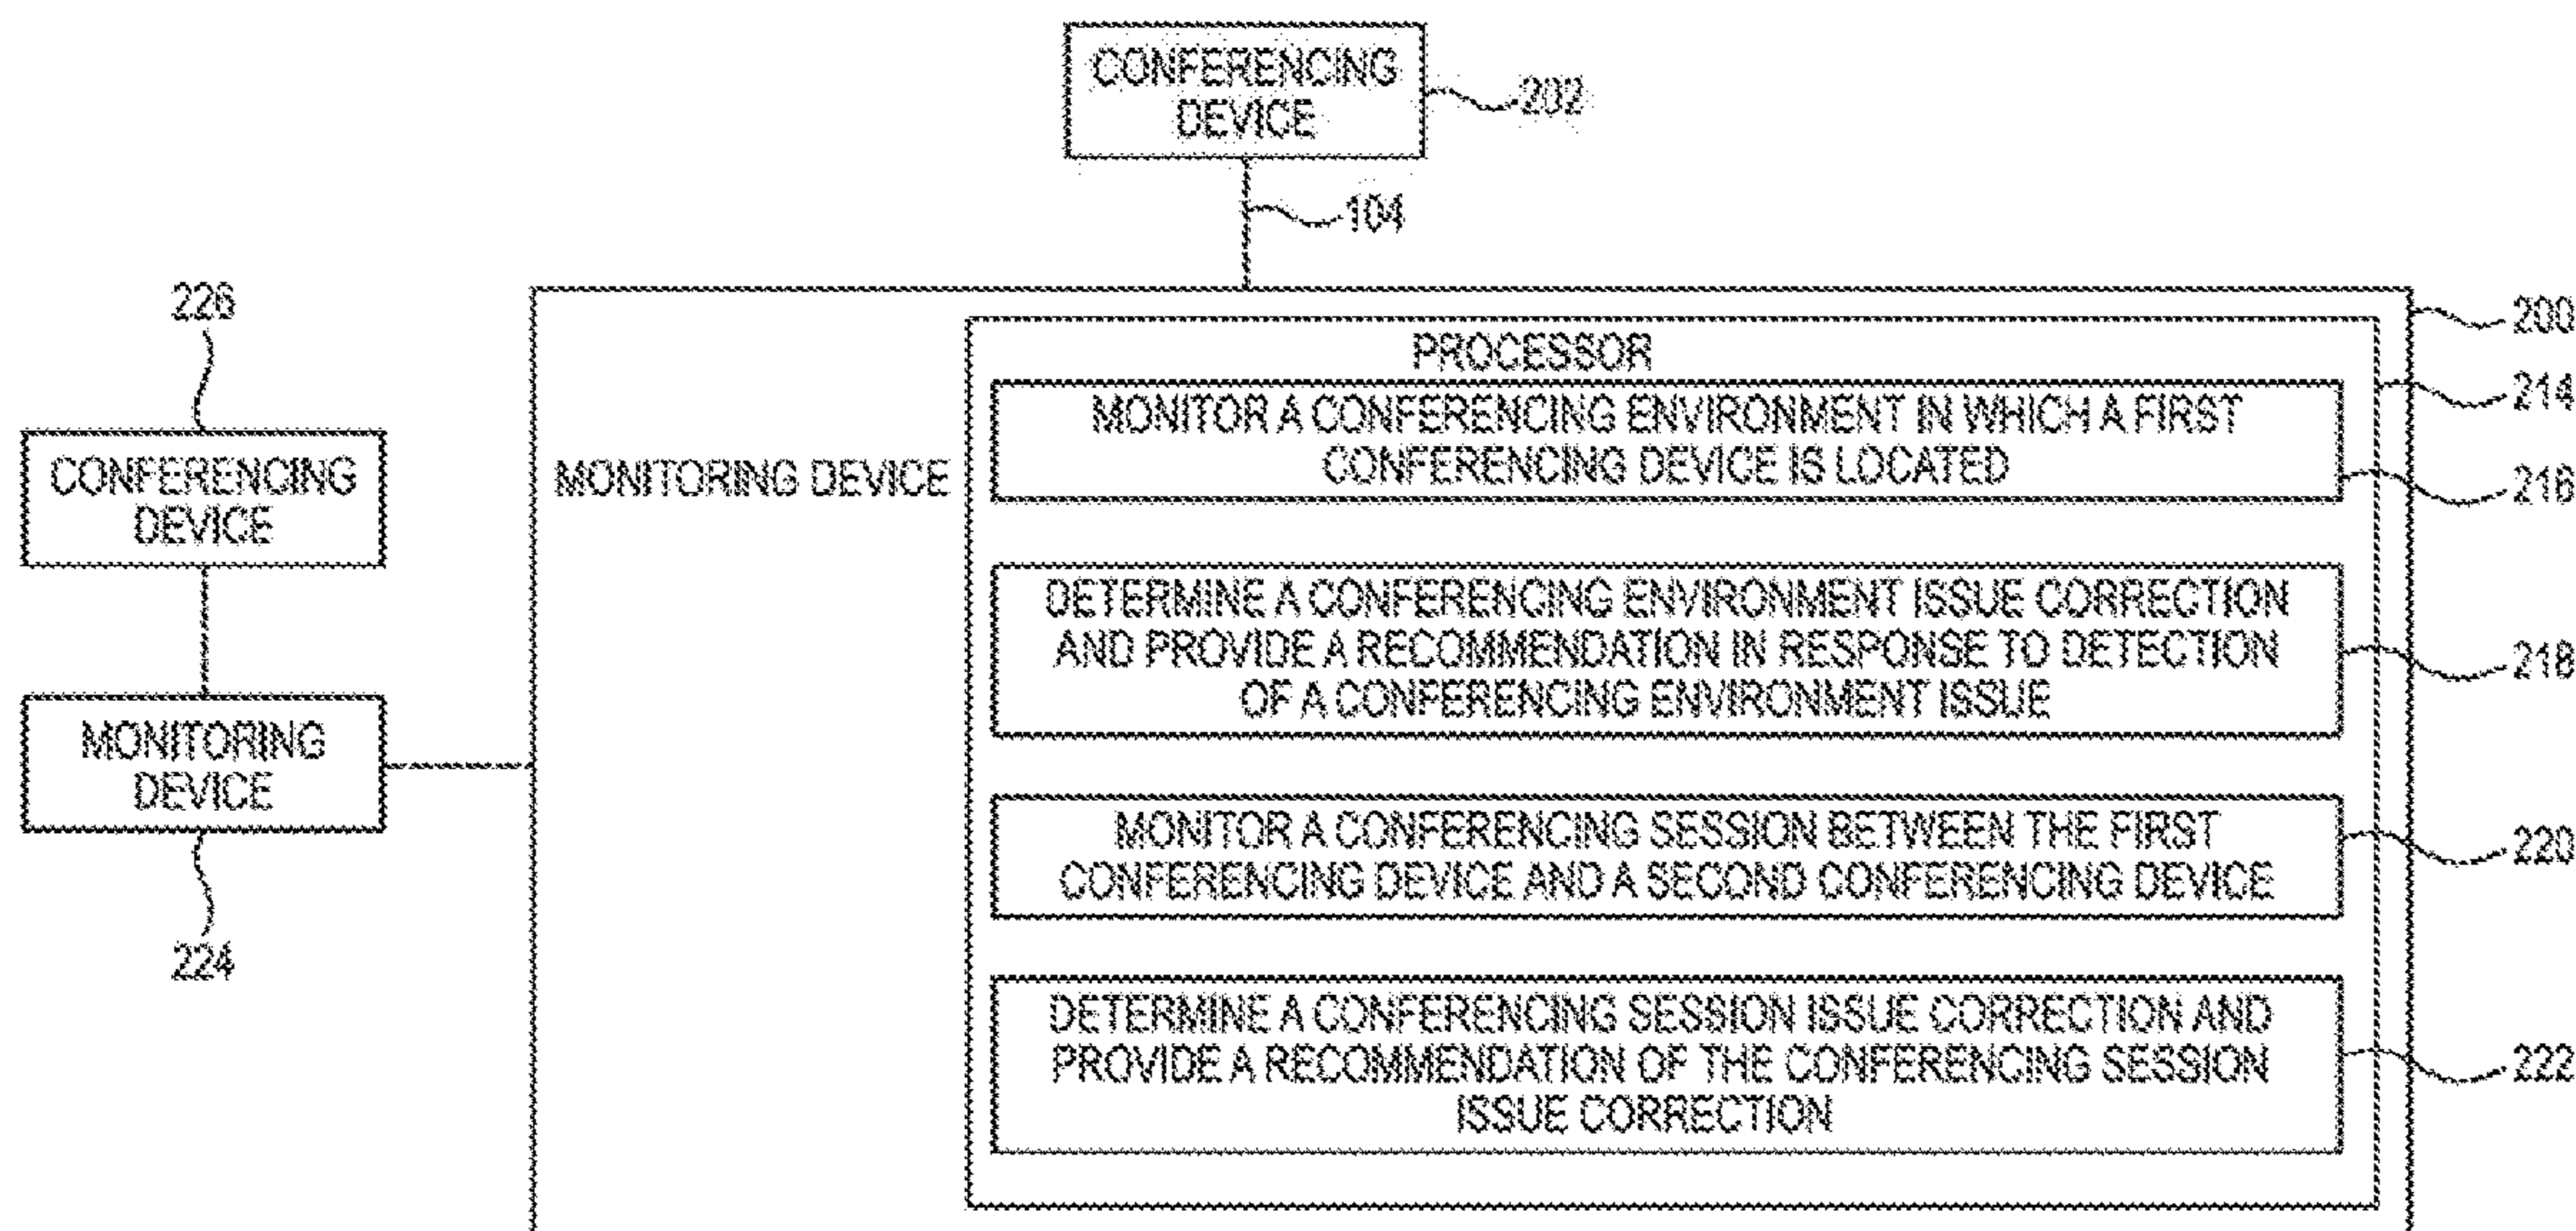 CONFERENCING
DEVICE
202
104
226
200
PROCESSOR
214
MONITOR A CONFERENCING ENVIRONMENT IN WHICH A FIRST
CONFERENCING DEVICE IS LOCATED
216
CONFERENCING
DEVICE
MONITORING DEVICE
DETERMINE A CONFERENCING ENVIRONMENT ISSUE CORRECTION
AND PROVIDE A RECOMMENDATION IN RESPONSE TO DETECTION
OF A CONFERENCING ENVIRONMENT ISSUE
218
MONITORING
DEVICE
224
MONITOR A CONFERENCING SESSION BETWEEN THE FIRST
CONFERENCING DEVICE AND A SECOND CONFERENCING DEVICE
220
DETERMINE A CONFERENCING SESSION ISSUE CORRECTION AND
PROVIDE A RECOMMENDATION OF THE CONFERENCING SESSION
ISSUE CORRECTION
222